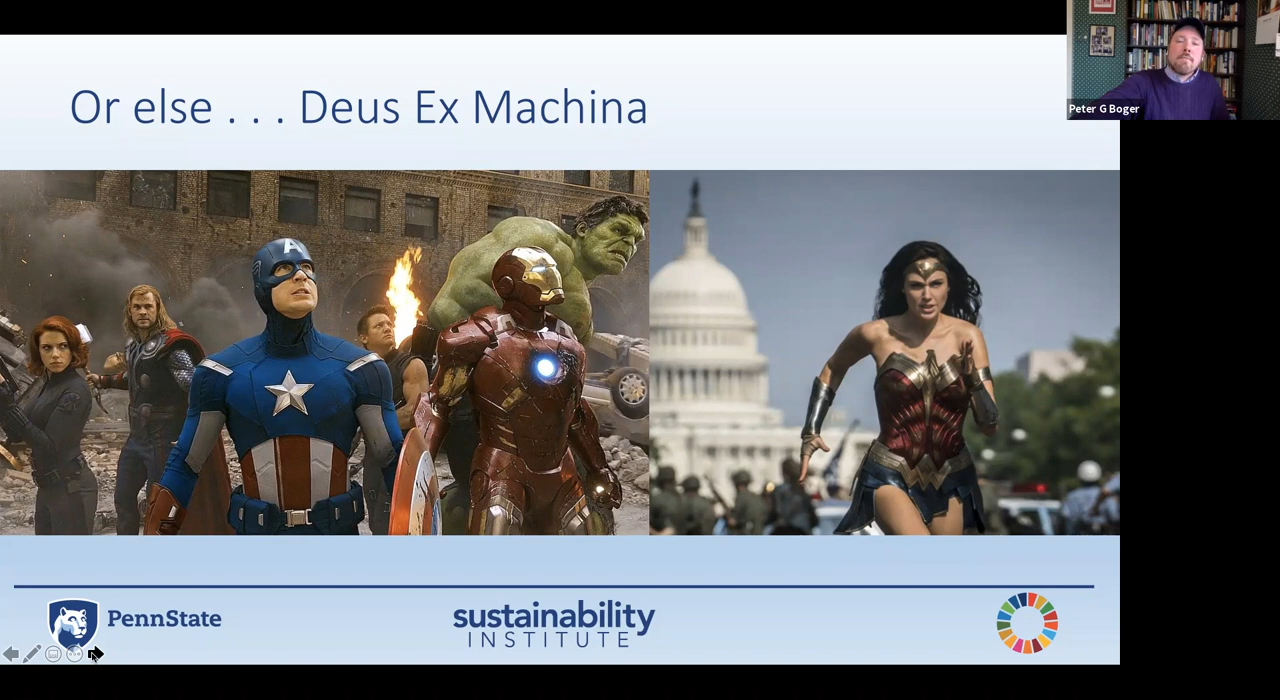 Or else . . . Deus Ex Machina
Peter G Boger
A
PennState
sustainability
INSTITUTE